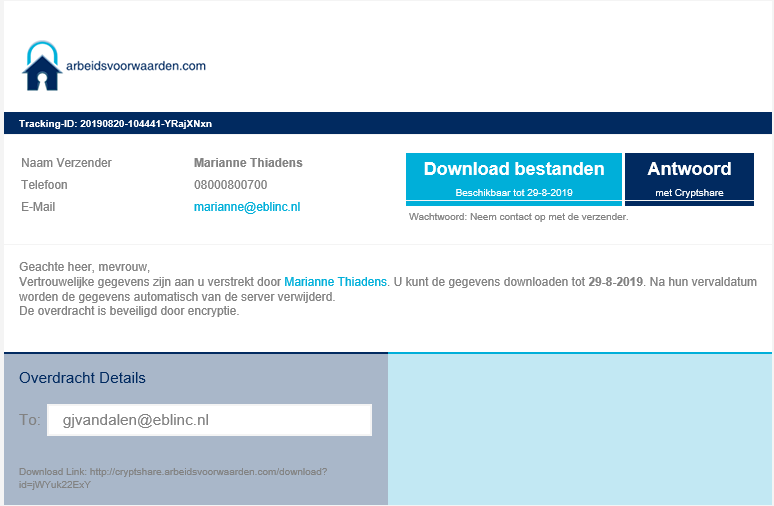 arbeidsvoorwaarden.com
Tracking-ID: 20190820-104441-YRajXNxn
Naam Verzender Marianne Thiadens
Telefoon 08000800700
E-Mail marianne@eblinc.nl
Download bestanden
Beschikbaar tot 29-8-2019
Antwoord
met Cryptshare
Wachtwoord: Neem contact op met de verzender.
Geachte heer, mevrouw,
Vertrouwelijke gegevens zijn aan u verstrekt door Marianne Thiadens. U kunt de gegevens downloaden tot 29-8-2019. Na hun vervaldatum
worden de gegevens automatisch van de server verwijderd.
De overdracht is beveiligd door encryptie.
Overdracht Details
To: gjvandalen@eblinc.nl
Download Link: http://cryptshare.arbeidsvoorwaarden.com/download?
id=jWYuk22ExY